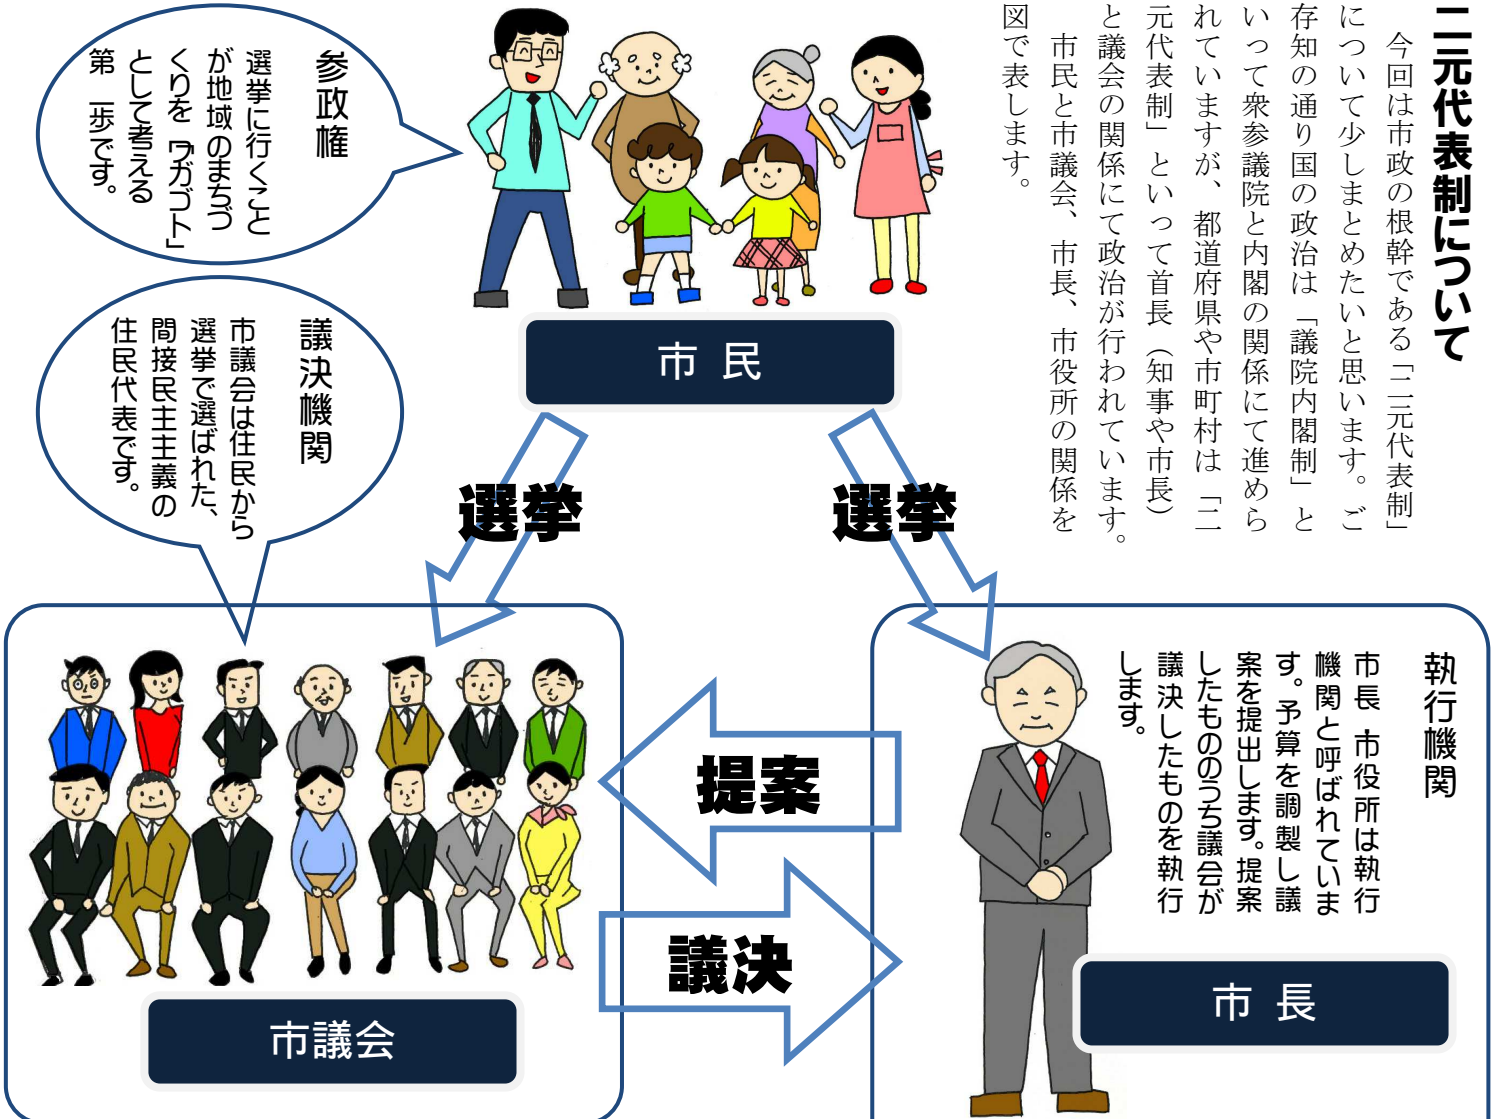 二元代表制について
今回は市政の根幹である「二元代表制」
について少しまとめたいと思います。ご
存知の通り国の政治は「議院内閣制」と
いって衆参議院と内閣の関係にて進めら
れていますが、都道府県や市町村は「二
元代表制」といって首長（知事や市長）
と議会の関係にて政治が行われています。
市民と市議会、市長、市役所の関係を
図で表します。
参政権
選挙に行くこと
が地域のまちづ
くりを『ワガゴト」
として考える
第一歩です。
市 民
議決機関
市議会は住民から
選挙で選ばれた、
間接民主主義の
住民代表です。
選挙
選挙
執行機関
市長・市役所は執行
機関と呼ばれていま
す。予算を調製し議
案を提出します。提案
したもののうち議会が
議決したものを執行
します。
提案
議決
市議会
市 長